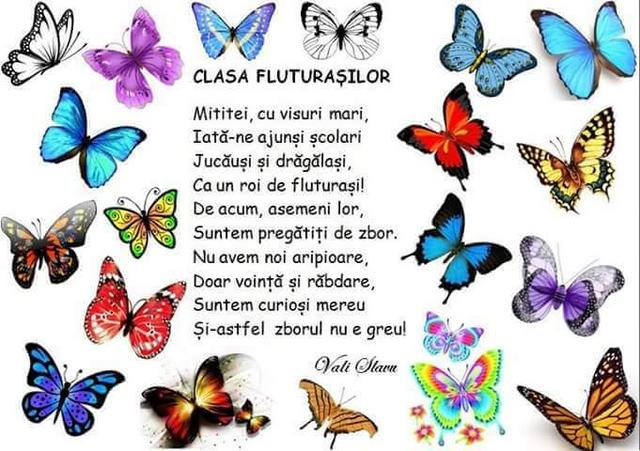 CLASA FLUTURAȘILOR
Mititei, cu visuri mari,
Iată-ne ajunși școlari
Jucăuși și drăgălași,
Ca un roi de fluturași!
De acum, asemeni lor,
Suntem pregătiți de zbor.
Nu avem noi aripioare,
Doar voință și răbdare,
Suntem curioși mereu
Și-astfel zborul nu e greu!
Vali Slavu